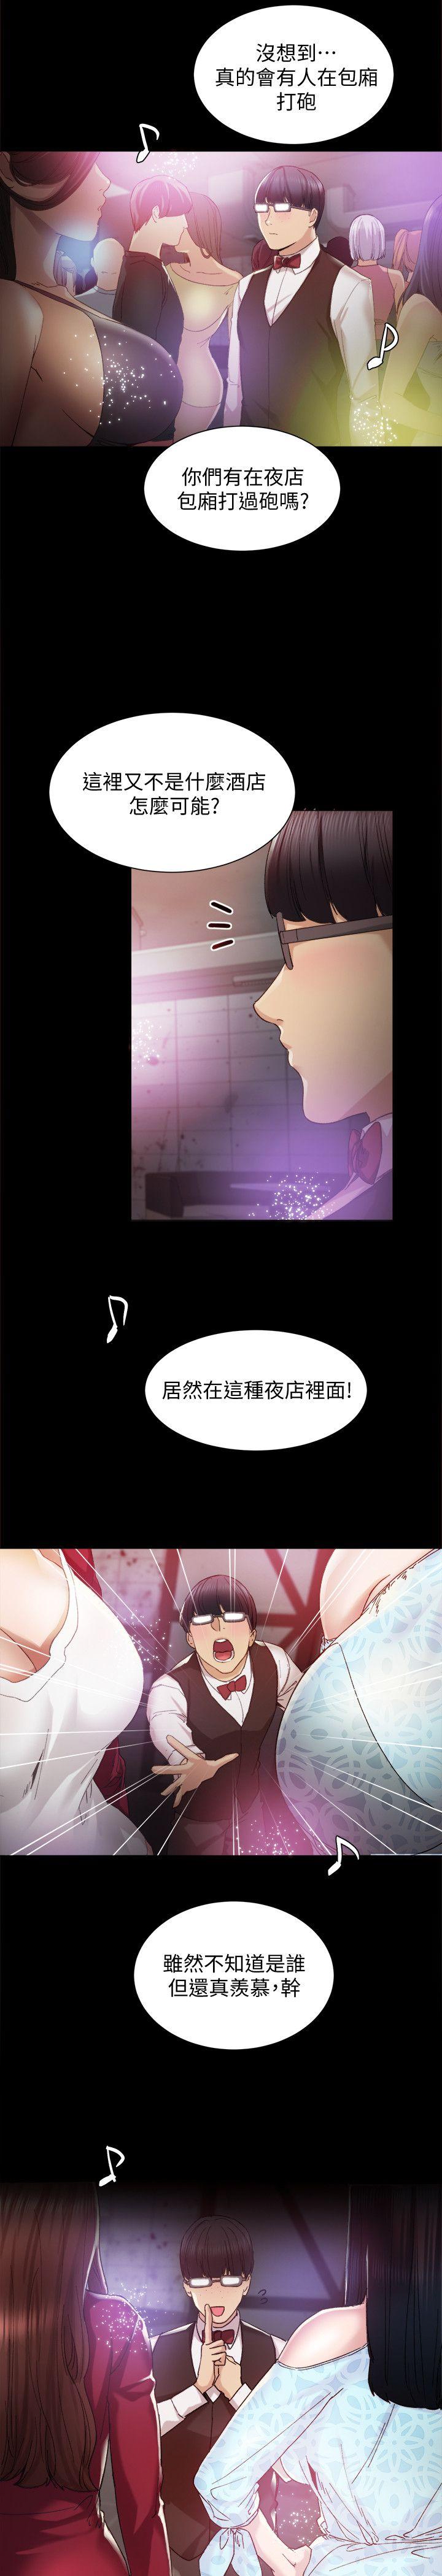 沒想到…
真的會有人在包廂
打砲
你們有在夜店
包廂打過砲嗎?
這裡又不是什麼酒店
怎麼可能?
居然在這種夜店裡面!
雖然不知道是誰
但還真羨慕,幹